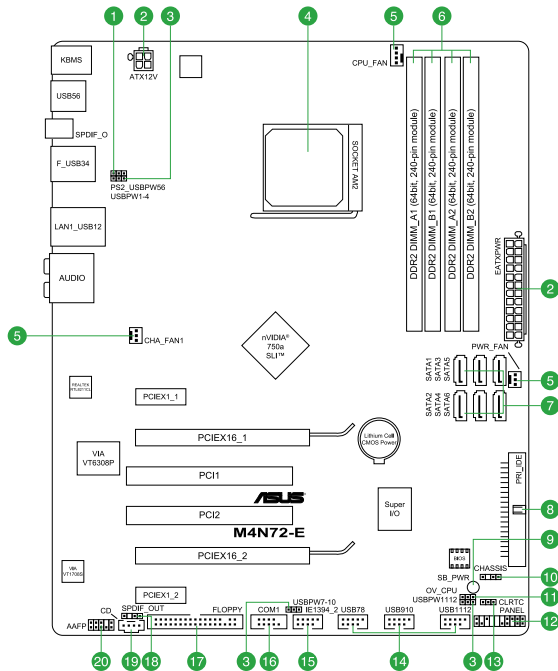 1
2
3
4
5
6
KBMS
ATX12V
CPU_FAN
USB56
SPDIF_O
F_USB34
PS2_USBPW56
USBPW1-4
SOCKET AM2
DDR2 DIMM_A1 (64bit, 240-pin module)
DDR2 DIMM_B1 (64bit, 240-pin module)
DDR2 DIMM_A2 (64bit, 240-pin module)
DDR2 DIMM_B2 (64bit, 240-pin module)
LAN1_USB12
EATXPWR
2
AUDIO
5
CHA_FAN1
nVIDIA®
750a
SLI™
PWR_FAN
5
SATA1
SATA3
SATA5
REALTEK
RTL8211CL
PCIEX1_1
7
SATA2
SATA4
SATA6
PCIEX16_1
Lithium Cell
CMOS Power
VIA
VT6308P
PCI1
PRI_IDE
ASUS
Super
I/O
8
PCI2
M4N72-E
9
PCIEX16_2
BIOS
VIA
VT1708S
CHASSIS
SB_PWR
10
PCIEX1_2
OV_CPU
USBPW1112
11
CD
SPDIF_OUT
FLOPPY
COM1
USBPW7-10
IE1394_2
USB78
USB910
USB1112
CLRTC
PANEL
12
AAFP
20
19
18
17
3
16
15
14
3
13